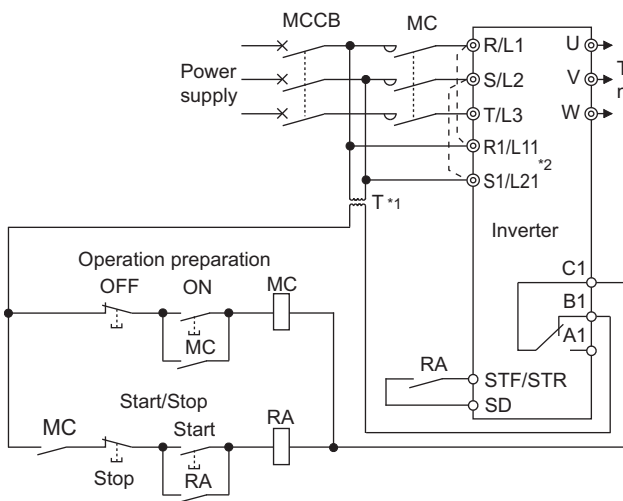 MCCB
MC
Power
supply
R/L1
S/L2
T/L3
R1/L11
*2
S1/L21
U
V
W
T *1
Inverter
Operation preparation
OFF
ON
MC
MC
C1
B1
A1
RA
STF/STR
SD
Start/Stop
MC
Start
RA
Stop
RA